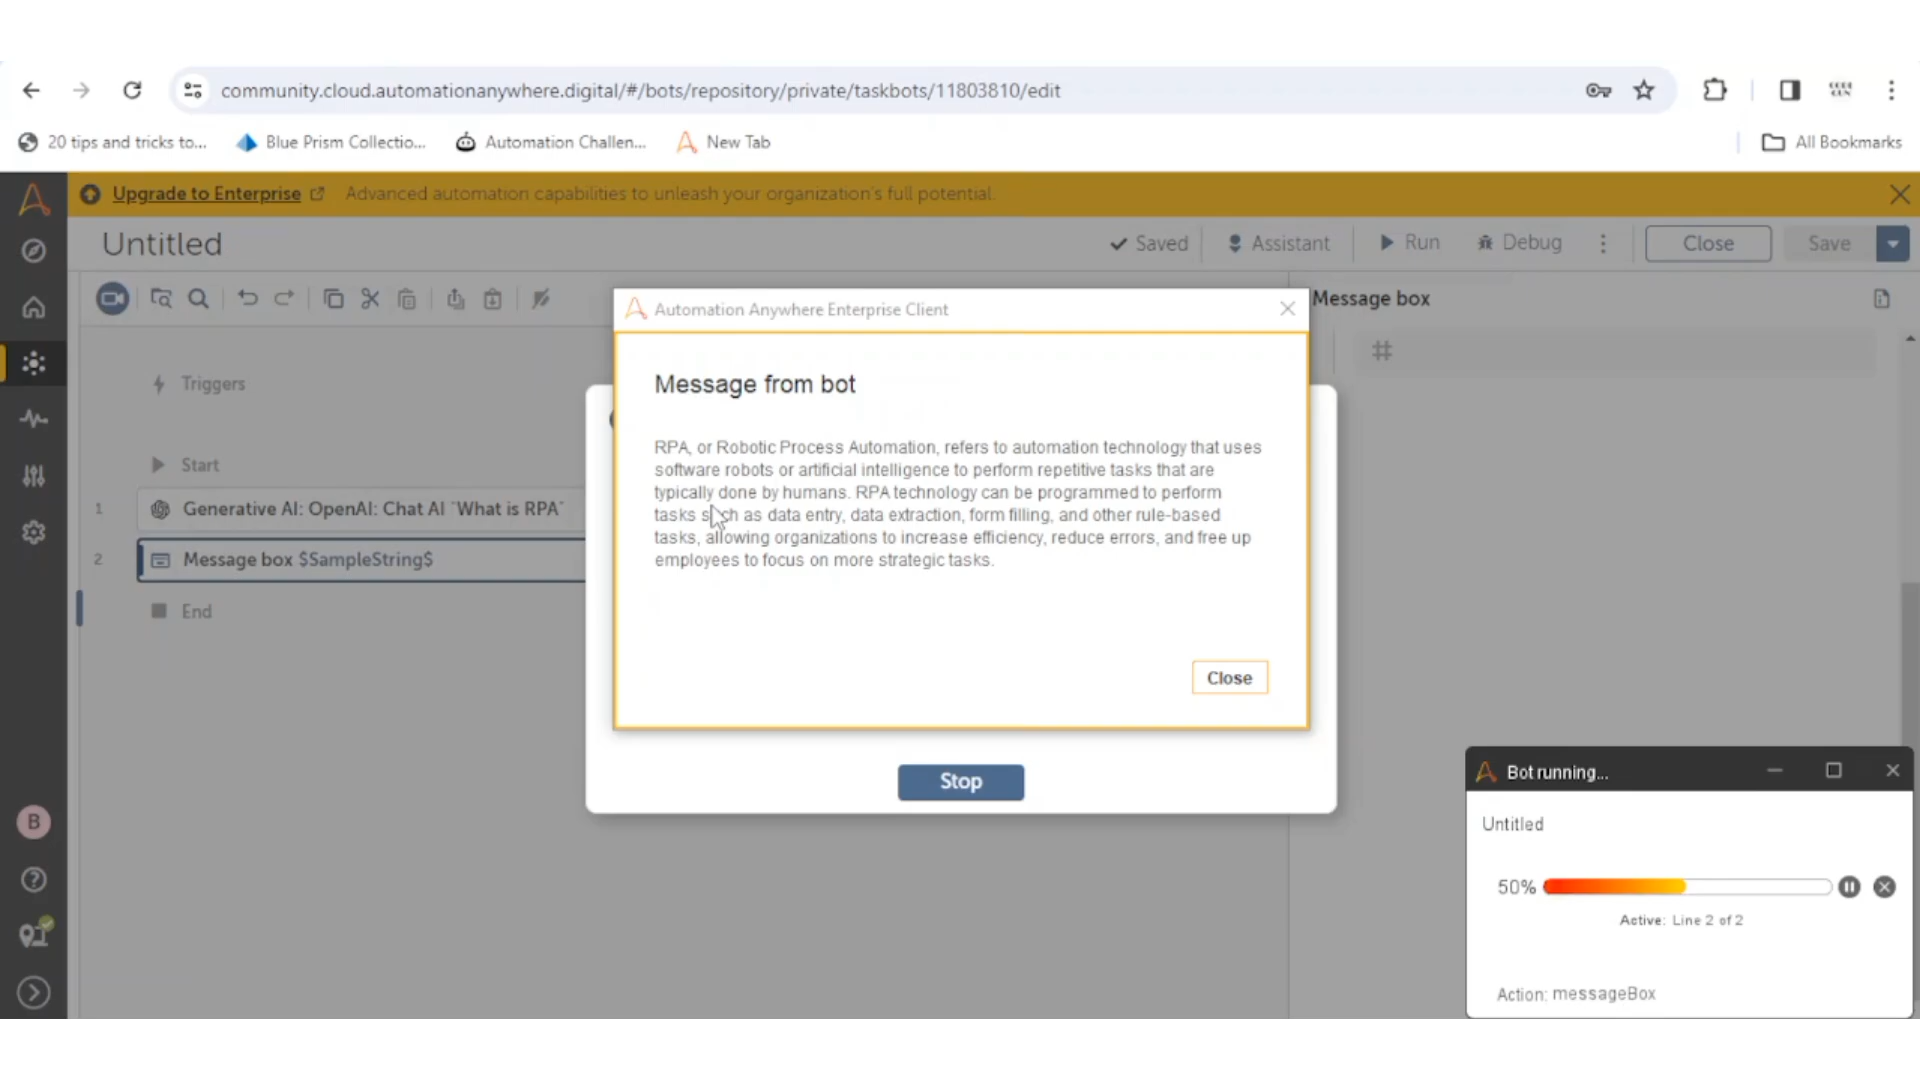 community.cloud.automationanywhere.digital/#/bots/repository/private/taskbots/11803810/edit
20 tips and tricks to...
Blue Prism Collectio...
Automation Challen...
New Tab
All Bookmarks
Upgrade to Enterprise
Advanced automation capabilities to unleash your organization's full potential.
Untitled
Saved
Assistant
Run
Debug
Close
Save
Automation Anywhere Enterprise Client
Message box
Message from bot
Triggers
RPA, or Robotic Process Automation, refers to automation technology that uses
software robots or artificial intelligence to perform repetitive tasks that are
typically done by humans. RPA technology can be programmed to perform
tasks such as data entry, data extraction, form filling, and other rule-based
tasks, allowing organizations to increase efficiency, reduce errors, and free up
employees to focus on more strategic tasks.
Start
1 Generative AI: OpenAI: Chat AI "What is RPA"
2 Message box $SampleString$
End
Close
Stop
Bot running...
Untitled
50%
Active: Line 2 of 2
Action: messageBox
B